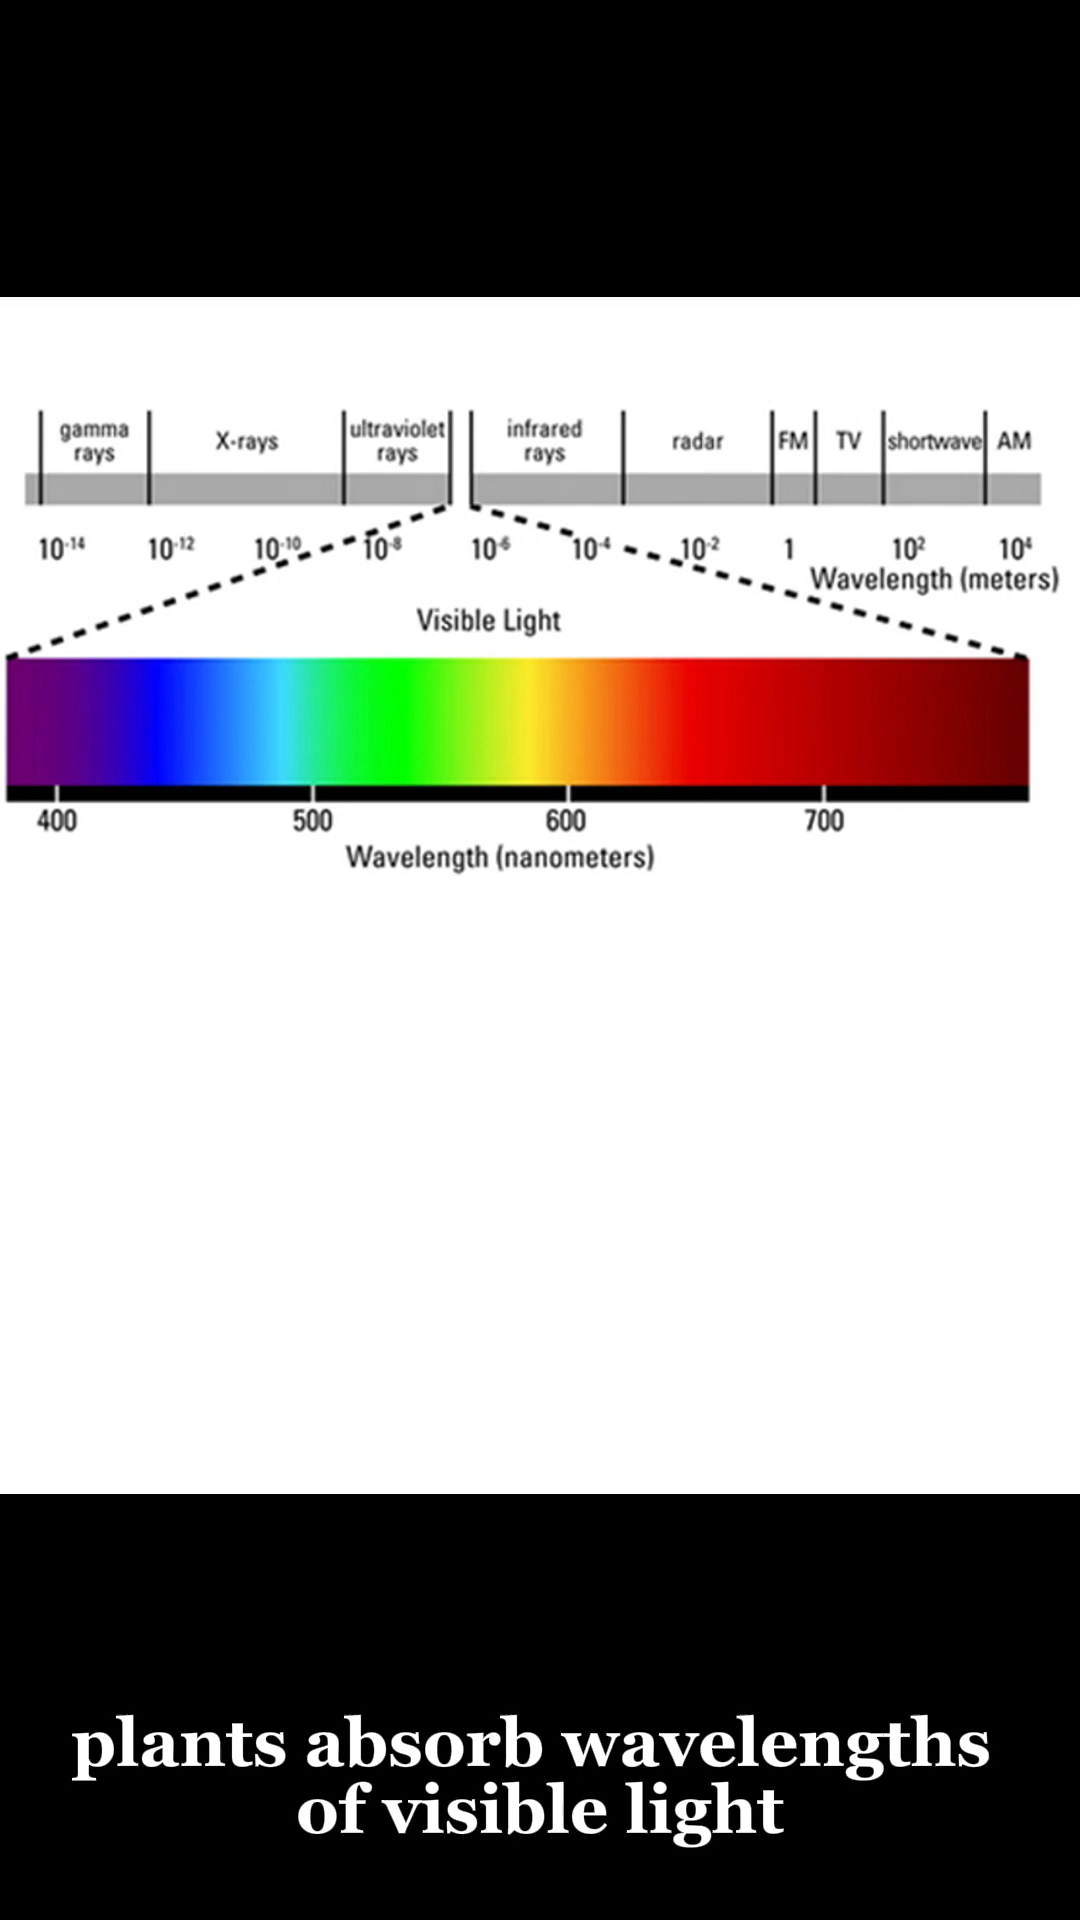 gamma rays
X-rays
ultraviolet rays
infrared rays
radar
FM
TV
shortwave
AM
10⁻¹⁴ 10⁻¹² 10⁻¹⁰ 10⁻⁸ 10⁻⁶ 10⁻⁴ 10⁻² 1 10² 10⁴
Wavelength (meters)
Visible Light
400 500 600 700
Wavelength (nanometers)
plants absorb wavelengths
of visible light